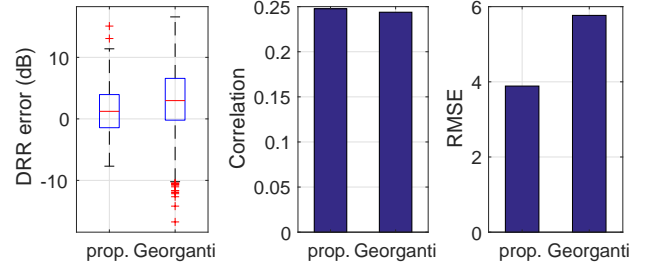 DRR error (dB)
10
0
-10
prop. Georganti
Correlation
0.25
0.2
0.15
0.1
0.05
0
prop. Georganti
RMSE
6
4
2
0
prop. Georganti